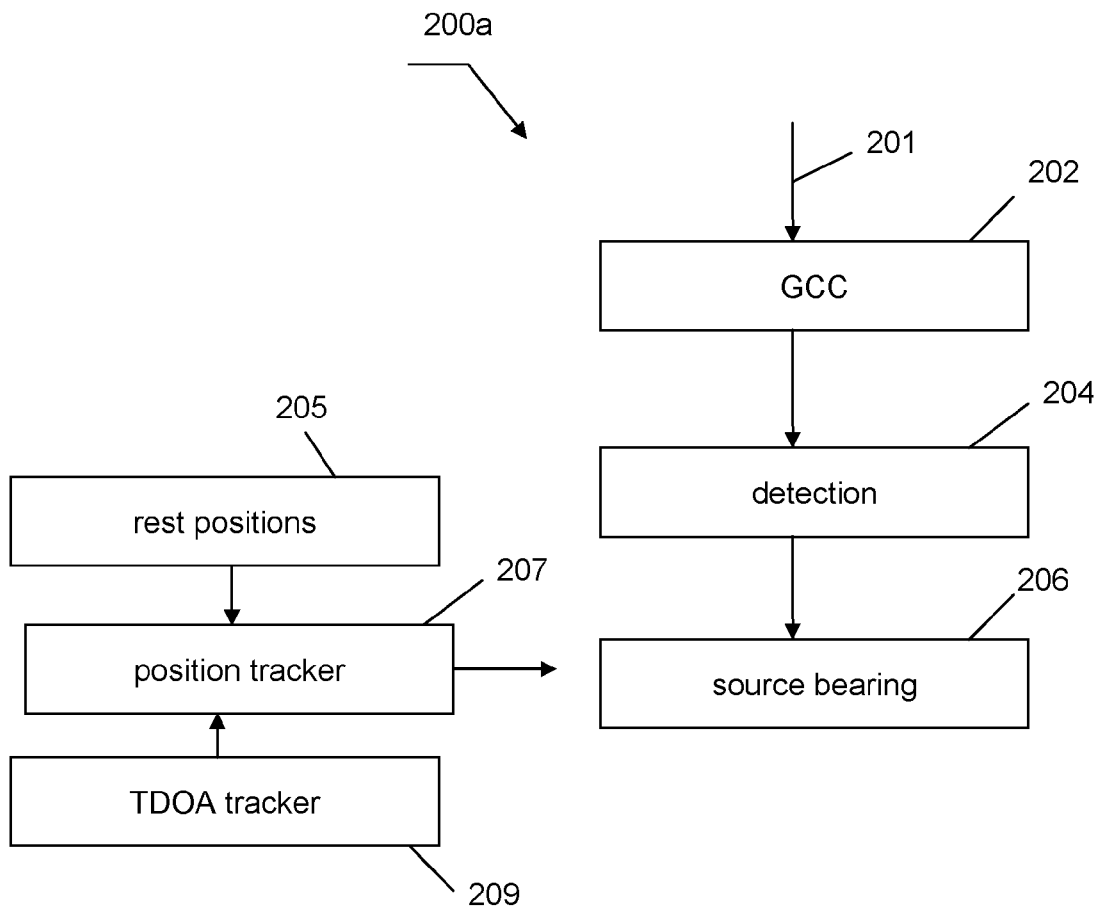 200a
201
202
GCC
204
205
detection
rest positions
207
206
position tracker
source bearing
TDOA tracker
209